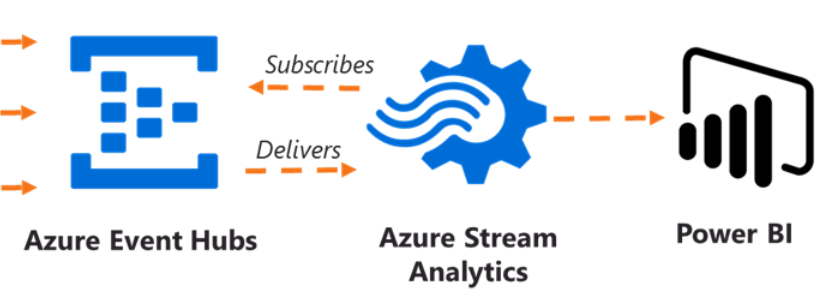 Subscribes
Delivers
Azure Event Hubs
Azure Stream
Analytics
Power BI